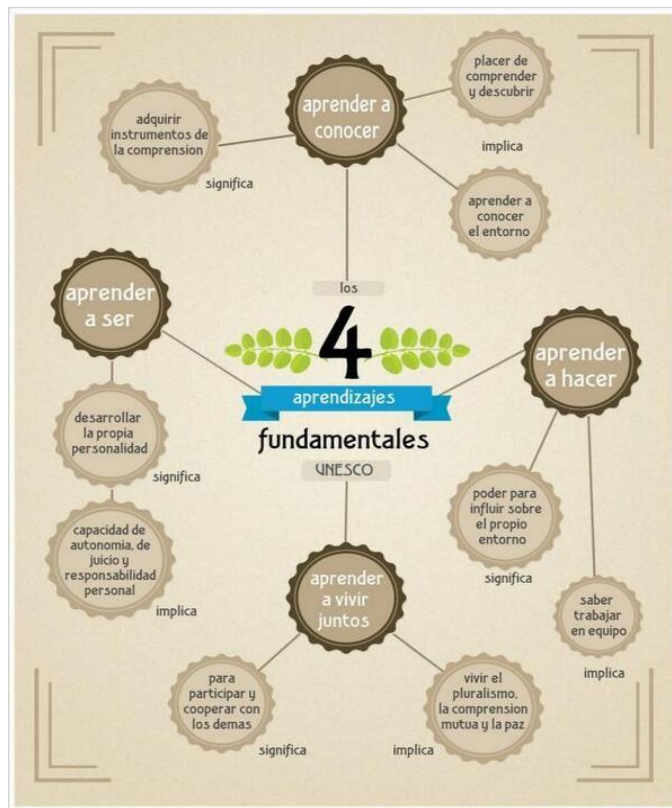 aprender a
conocer
placer de
comprender
y descubrir
adquirir
instrumentos de
la comprension
implica
significa
aprender a
conocer
el entorno
los
4
aprendizajes
fundamentales
UNESCO
aprender
a ser
desarrollar
la propia
personalidad
significa
capacidad de
autonomia, de
juicio y
responsabilidad
personal
implica
aprender
a hacer
poder para
influir sobre
el propio
entorno
significa
saber
trabajar
en equipo
implica
aprender
a vivir
juntos
para
participar y
cooperar con
los demas
significa
vivir el
pluralismo,
la comprension
mutua y la paz
implica